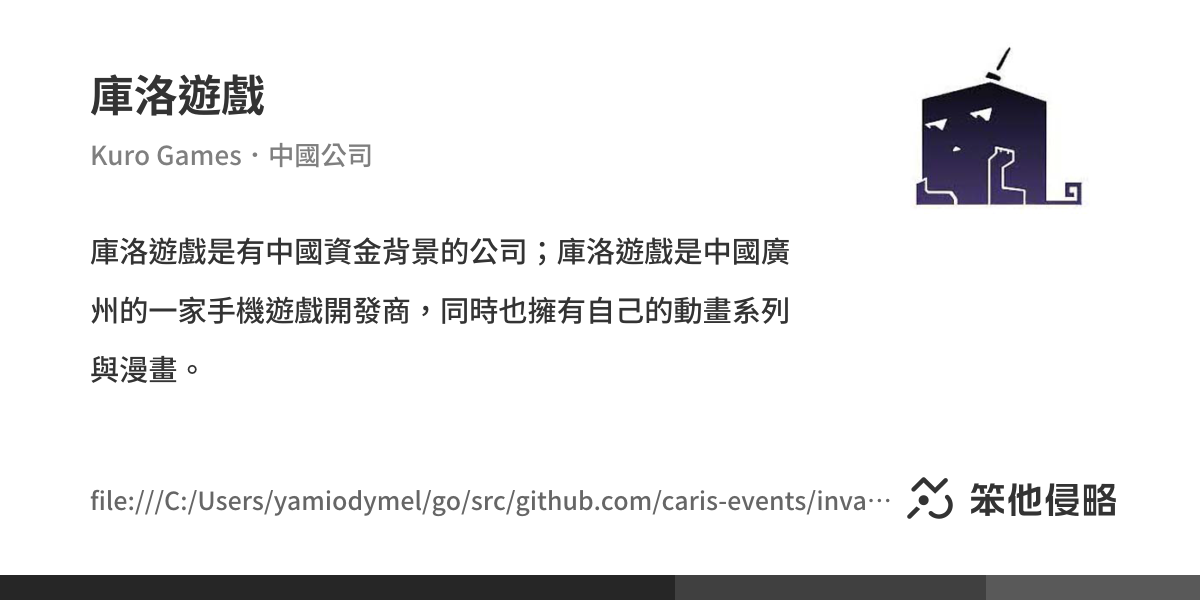 庫洛遊戲
Kuro Games・中國公司
庫洛遊戲是有中國資金背景的公司；庫洛遊戲是中國廣
州的一家手機遊戲開發商，同時也擁有自己的動畫系列
與漫畫。
file:///C:/Users/yamiodymel/go/src/github.com/caris-events/inva…
笨他侵略